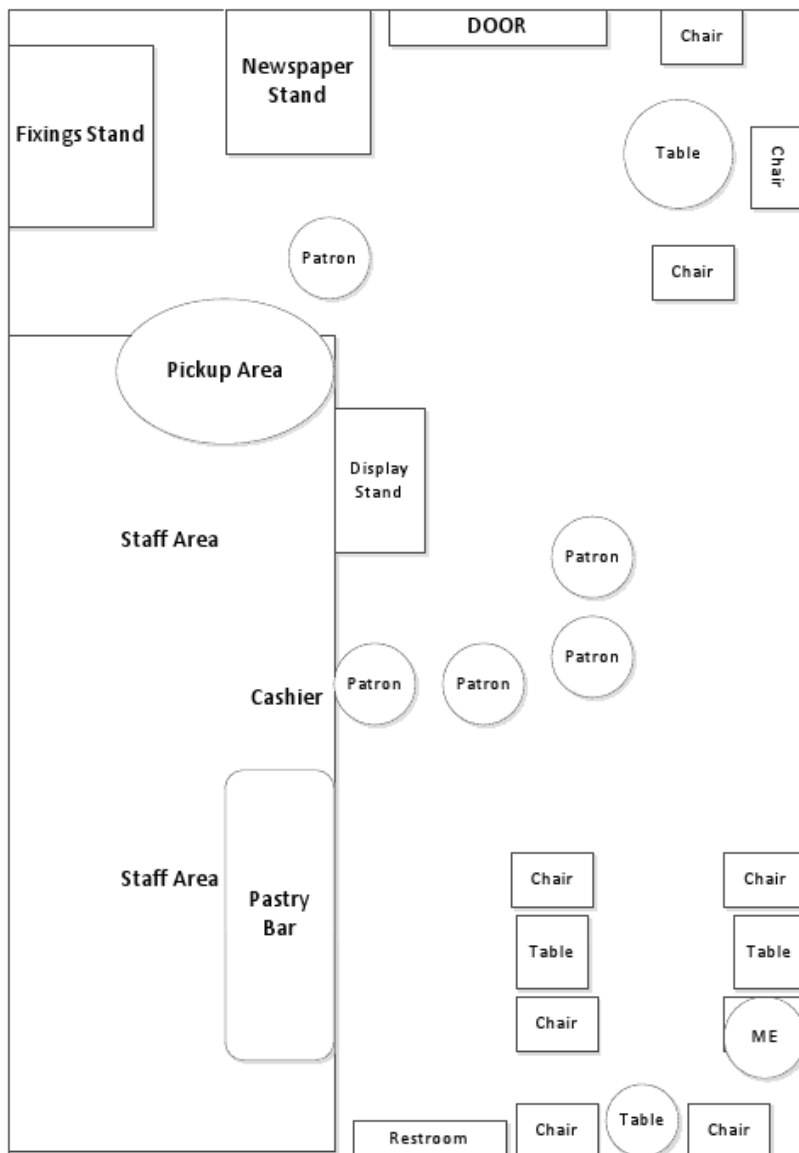 DOOR
Chair
Newspaper
Stand
Fixings Stand
Table
Chair
Patron
Chair
Pickup Area
Display
Stand
Staff Area
Patron
Patron
Cashier
Patron
Patron
Staff Area
Pastry
Bar
Chair
Chair
Table
Table
Chair
ME
Restroom
Chair
Table
Chair